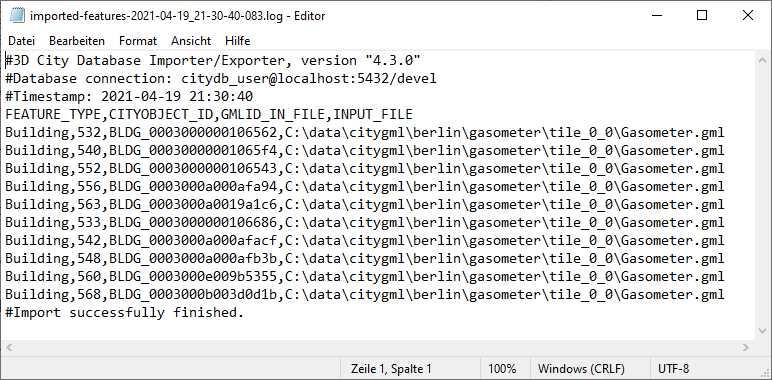 imported-features-2021-04-19_21-30-40-083.log - Editor
Datei Bearbeiten Format Ansicht Hilfe
#3D City Database Importer/Exporter, version "4.3.0"
#Database connection: citydb_user@localhost:5432/devel
#Timestamp: 2021-04-19 21:30:40
FEATURE_TYPE,CITYOBJECT_ID,GMLID_IN_FILE,INPUT_FILE
Building,532,BLDG_0003000000106562,C:\data\citygml\berlin\gasometer\tile_0_0\Gasometer.gml
Building,540,BLDG_00030000001065f4,C:\data\citygml\berlin\gasometer\tile_0_0\Gasometer.gml
Building,552,BLDG_0003000000106543,C:\data\citygml\berlin\gasometer\tile_0_0\Gasometer.gml
Building,556,BLDG_0003000a000afa94,C:\data\citygml\berlin\gasometer\tile_0_0\Gasometer.gml
Building,563,BLDG_0003000a0019a1c6,C:\data\citygml\berlin\gasometer\tile_0_0\Gasometer.gml
Building,533,BLDG_0003000000106686,C:\data\citygml\berlin\gasometer\tile_0_0\Gasometer.gml
Building,542,BLDG_0003000a000afacf,C:\data\citygml\berlin\gasometer\tile_0_0\Gasometer.gml
Building,548,BLDG_0003000a000afb3b,C:\data\citygml\berlin\gasometer\tile_0_0\Gasometer.gml
Building,560,BLDG_0003000e009b5355,C:\data\citygml\berlin\gasometer\tile_0_0\Gasometer.gml
Building,568,BLDG_0003000b003d0d1b,C:\data\citygml\berlin\gasometer\tile_0_0\Gasometer.gml
#Import successfully finished.
Zeile 1, Spalte 1 100% Windows (CRLF) UTF-8